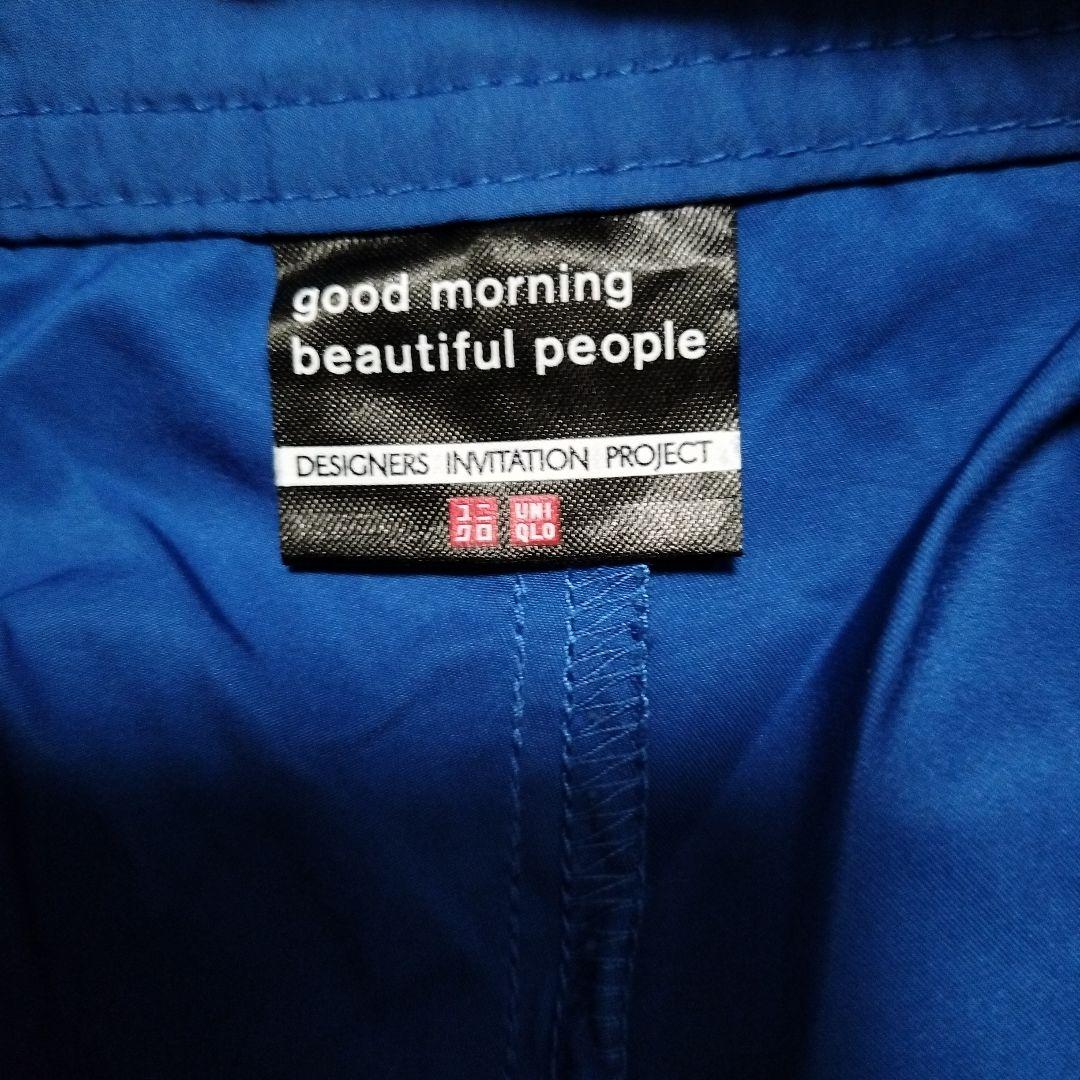 good morning
beautiful people
DESIGNERS INVITATION PROJECT
ユニ UNI
クロ QLO